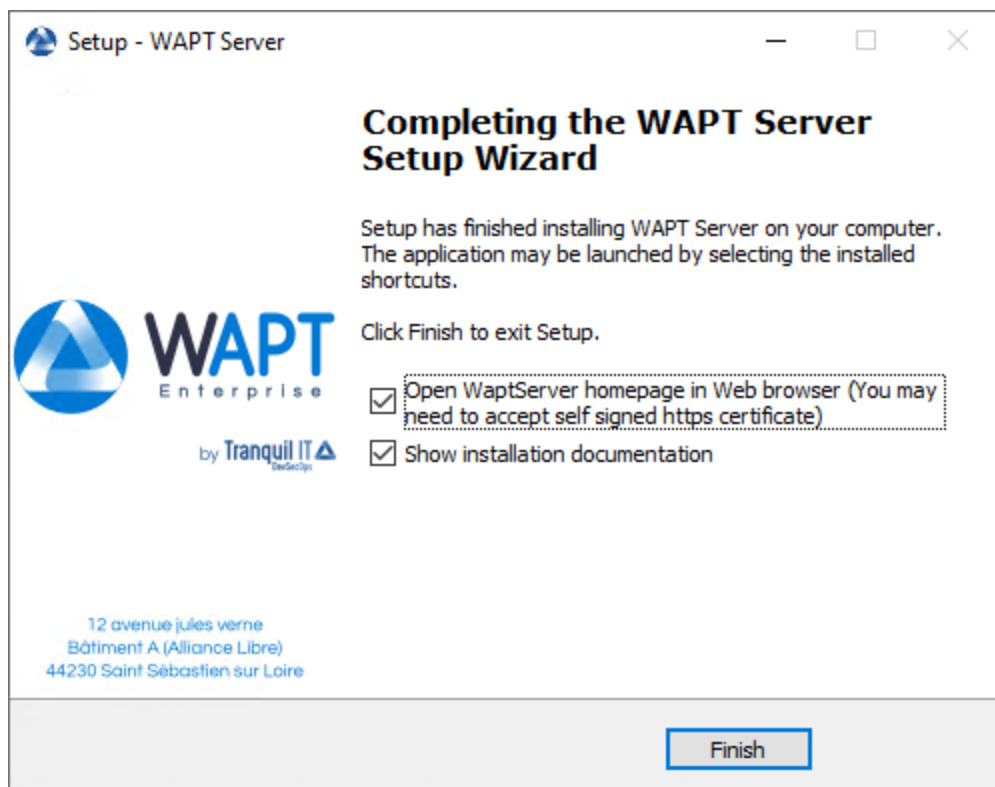 Setup - WAPT Server
Completing the WAPT Server
Setup Wizard
Setup has finished installing WAPT Server on your computer.
The application may be launched by selecting the installed
shortcuts.
Click Finish to exit Setup.
Open WaptServer homepage in Web browser (You may
need to accept self signed https certificate)
Show installation documentation
WAPT
Enterprise
by Tranquil IT
DevSecOps
12 avenue jules verne
Bâtiment A (Alliance Libre)
44230 Saint Sébastien sur Loire
Finish